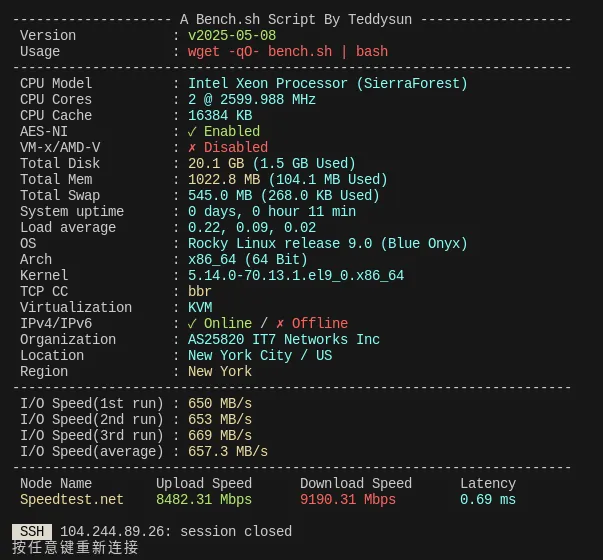 -------------------- A Bench.sh Script By Teddysun -------------------
Version : v2025-05-08
Usage : wget -qO- bench.sh | bash
----------------------------------------------------------------------
CPU Model : Intel Xeon Processor (SierraForest)
CPU Cores : 2 @ 2599.988 MHz
CPU Cache : 16384 KB
AES-NI : ✓ Enabled
VM-x/AMD-V : ✗ Disabled
Total Disk : 20.1 GB (1.5 GB Used)
Total Mem : 1022.8 MB (104.1 MB Used)
Total Swap : 545.0 MB (268.0 KB Used)
System uptime : 0 days, 0 hour 11 min
Load average : 0.22, 0.09, 0.02
OS : Rocky Linux release 9.0 (Blue Onyx)
Arch : x86_64 (64 Bit)
Kernel : 5.14.0-70.13.1.el9_0.x86_64
TCP CC : bbr
Virtualization : KVM
IPv4/IPv6 : ✓ Online / ✗ Offline
Organization : AS25820 IT7 Networks Inc
Location : New York City / US
Region : New York
----------------------------------------------------------------------
I/O Speed(1st run) : 650 MB/s
I/O Speed(2nd run) : 653 MB/s
I/O Speed(3rd run) : 669 MB/s
I/O Speed(average) : 657.3 MB/s
----------------------------------------------------------------------
Node Name Upload Speed Download Speed Latency
Speedtest.net 8482.31 Mbps 9190.31 Mbps 0.69 ms
SSH 104.244.89.26: session closed
按任意键重新连接